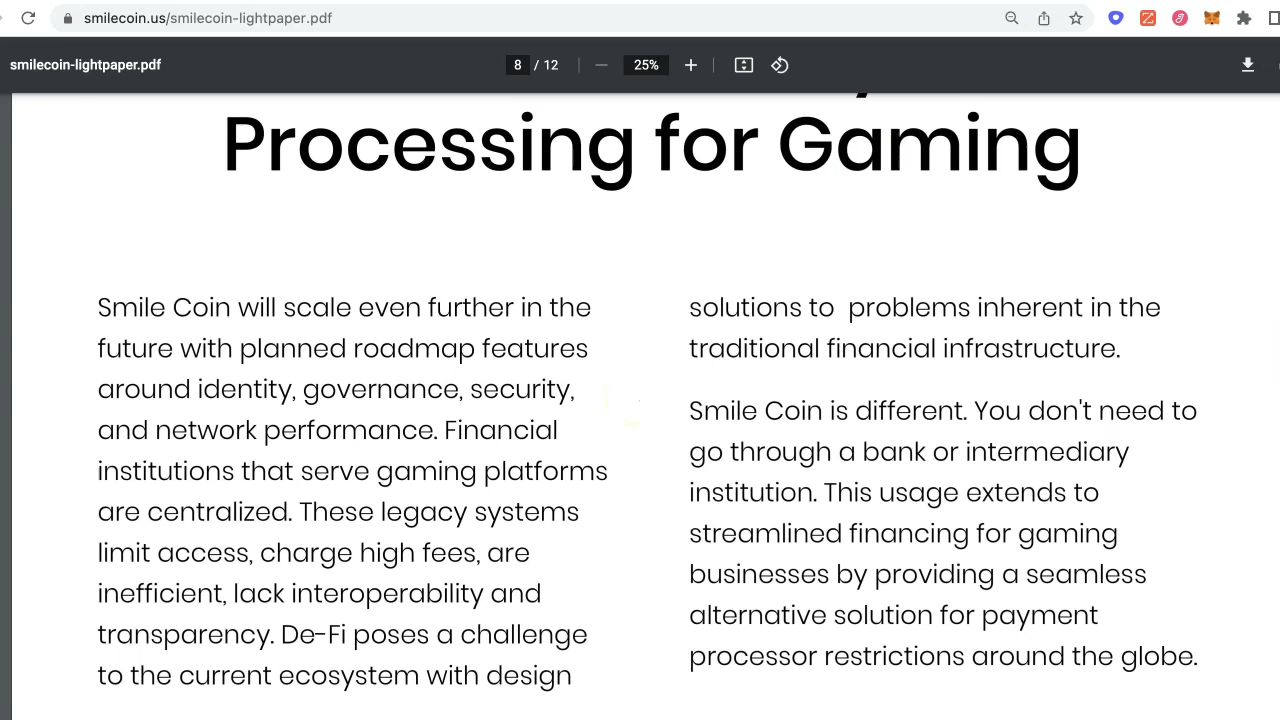 smilecoin.us/smilecoin-lightpaper.pdf
smilecoin-lightpaper.pdf
8 / 12
25%
Processing for Gaming
Smile Coin will scale even further in the
future with planned roadmap features
around identity, governance, security,
and network performance. Financial
institutions that serve gaming platforms
are centralized. These legacy systems
limit access, charge high fees, are
inefficient, lack interoperability and
transparency. De-Fi poses a challenge
to the current ecosystem with design
solutions to  problems inherent in the
traditional financial infrastructure.
Smile Coin is different. You don't need to
go through a bank or intermediary
institution. This usage extends to
streamlined financing for gaming
businesses by providing a seamless
alternative solution for payment
processor restrictions around the globe.